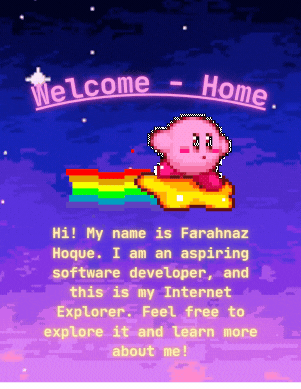 Welcome - Home
Hi! My name is Farahnaz
Hoque. I am an aspiring
software developer, and
this is my Internet
Explorer. Feel free to
explore it and learn more
about me!